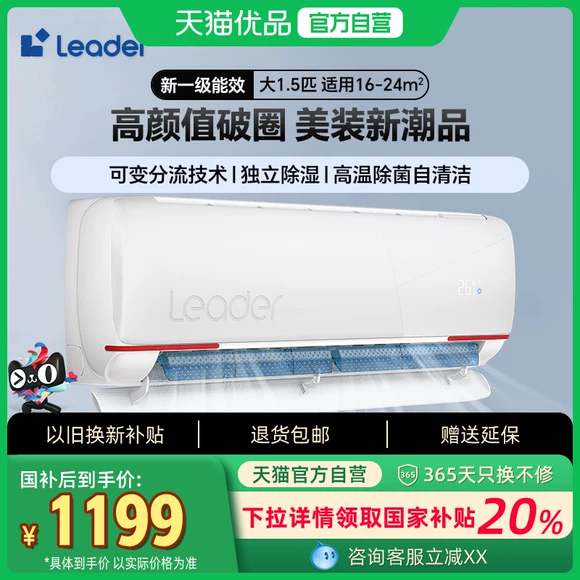 Leader
天猫优品 官方自营
新一级能效 大1.5匹 适用16-24m²
高颜值破圈 美装新潮品
可变分流技术 | 独立除湿 | 高温除菌自清洁
Leader
以旧换新补贴 退货包邮 赠送延保
国补后到手价:
¥1199
*具体到手价 以实际价格为准
天猫官方自营 365 365天只换不修
下拉详情领取国家补贴20%
咨询客服立减XX